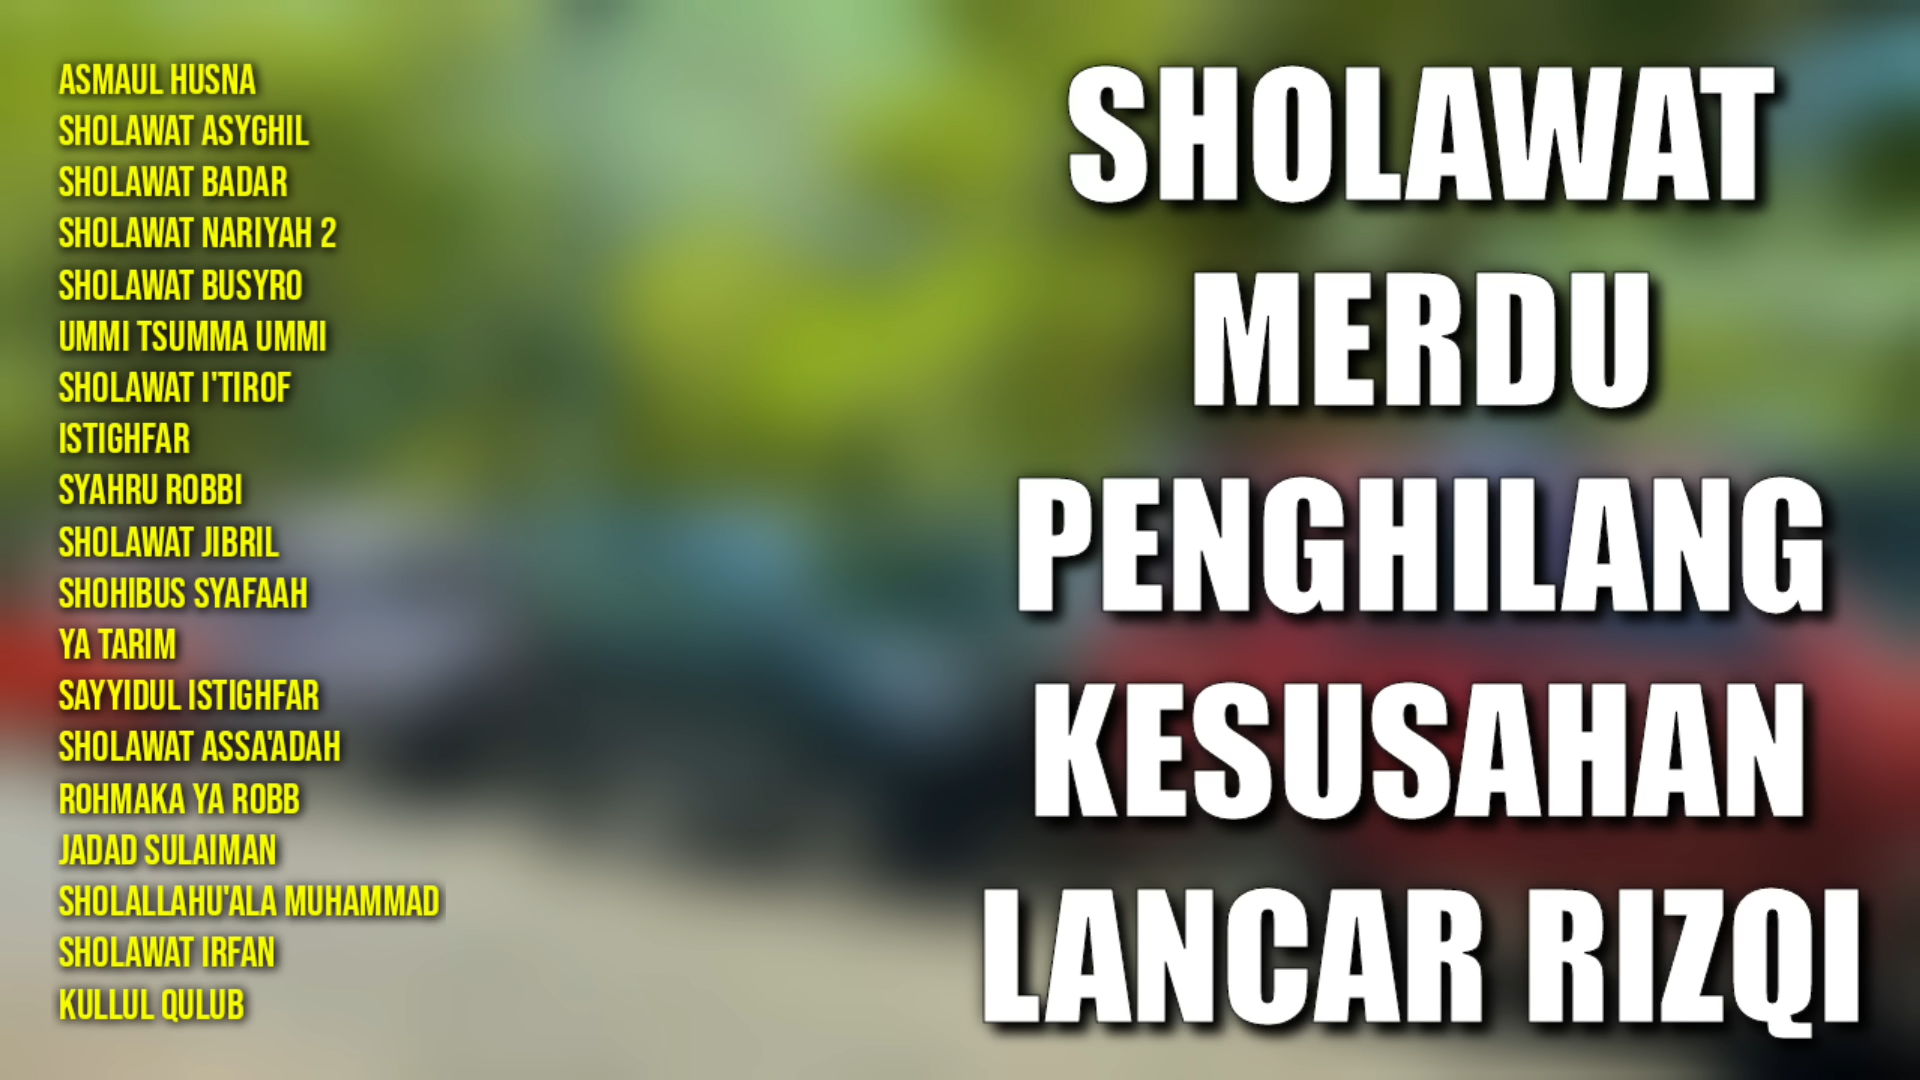 ASMAUL HUSNA
SHOLAWAT ASYGHIL
SHOLAWAT BADAR
SHOLAWAT NARIYAH 2
SHOLAWAT BUSYRO
UMMI TSUMMA UMMI
SHOLAWAT I'TIROF
ISTIGHFAR
SYAHRU ROBBI
SHOLAWAT JIBRIL
SHOHIBUS SYAFAAH
YA TARIM
SAYYIDUL ISTIGHFAR
SHOLAWAT ASSA'ADAH
ROHMAKA YA ROBB
JADAD SULAIMAN
SHOLALLAHU'ALA MUHAMMAD
SHOLAWAT IRFAN
KULLUL QULUB
SHOLAWAT
MERDU
PENGHILANG
KESUSAHAN
LANCAR RIZQI